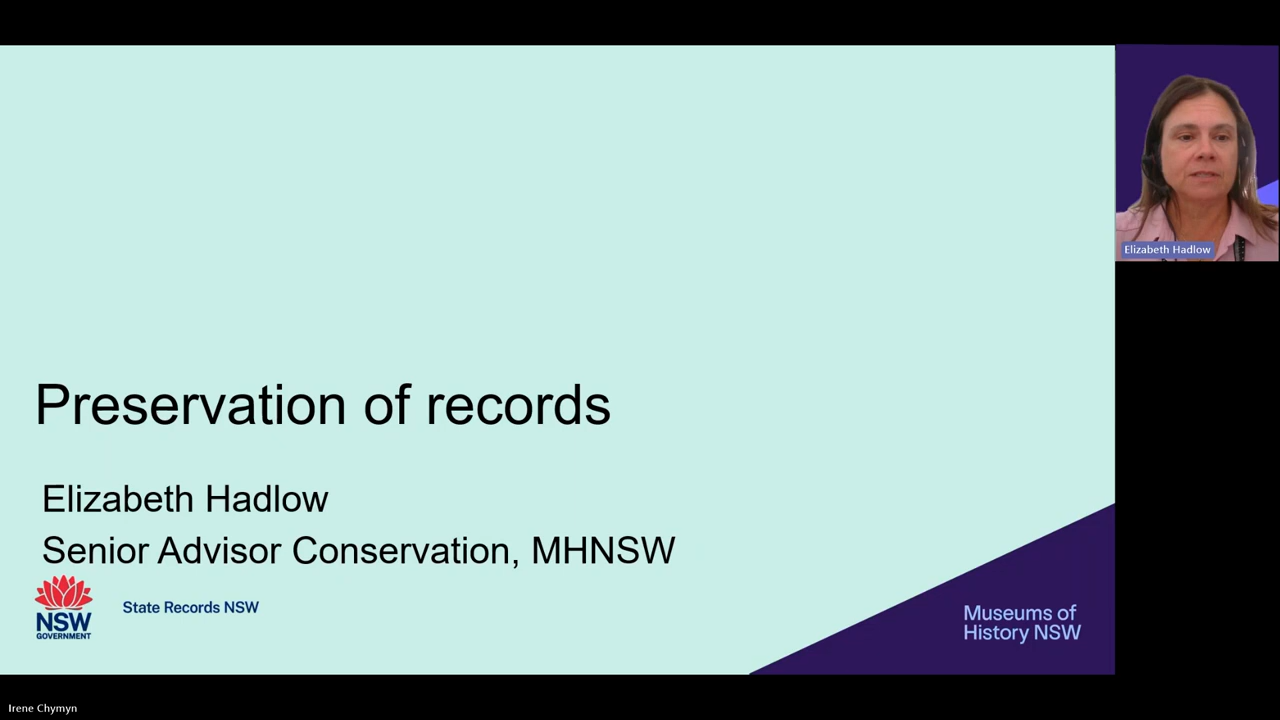 Preservation of records
Elizabeth Hadlow
Senior Advisor Conservation, MHNSW
NSW
GOVERNMENT
State Records NSW
Museums of
History NSW
Elizabeth Hadlow
Irene Chymyn